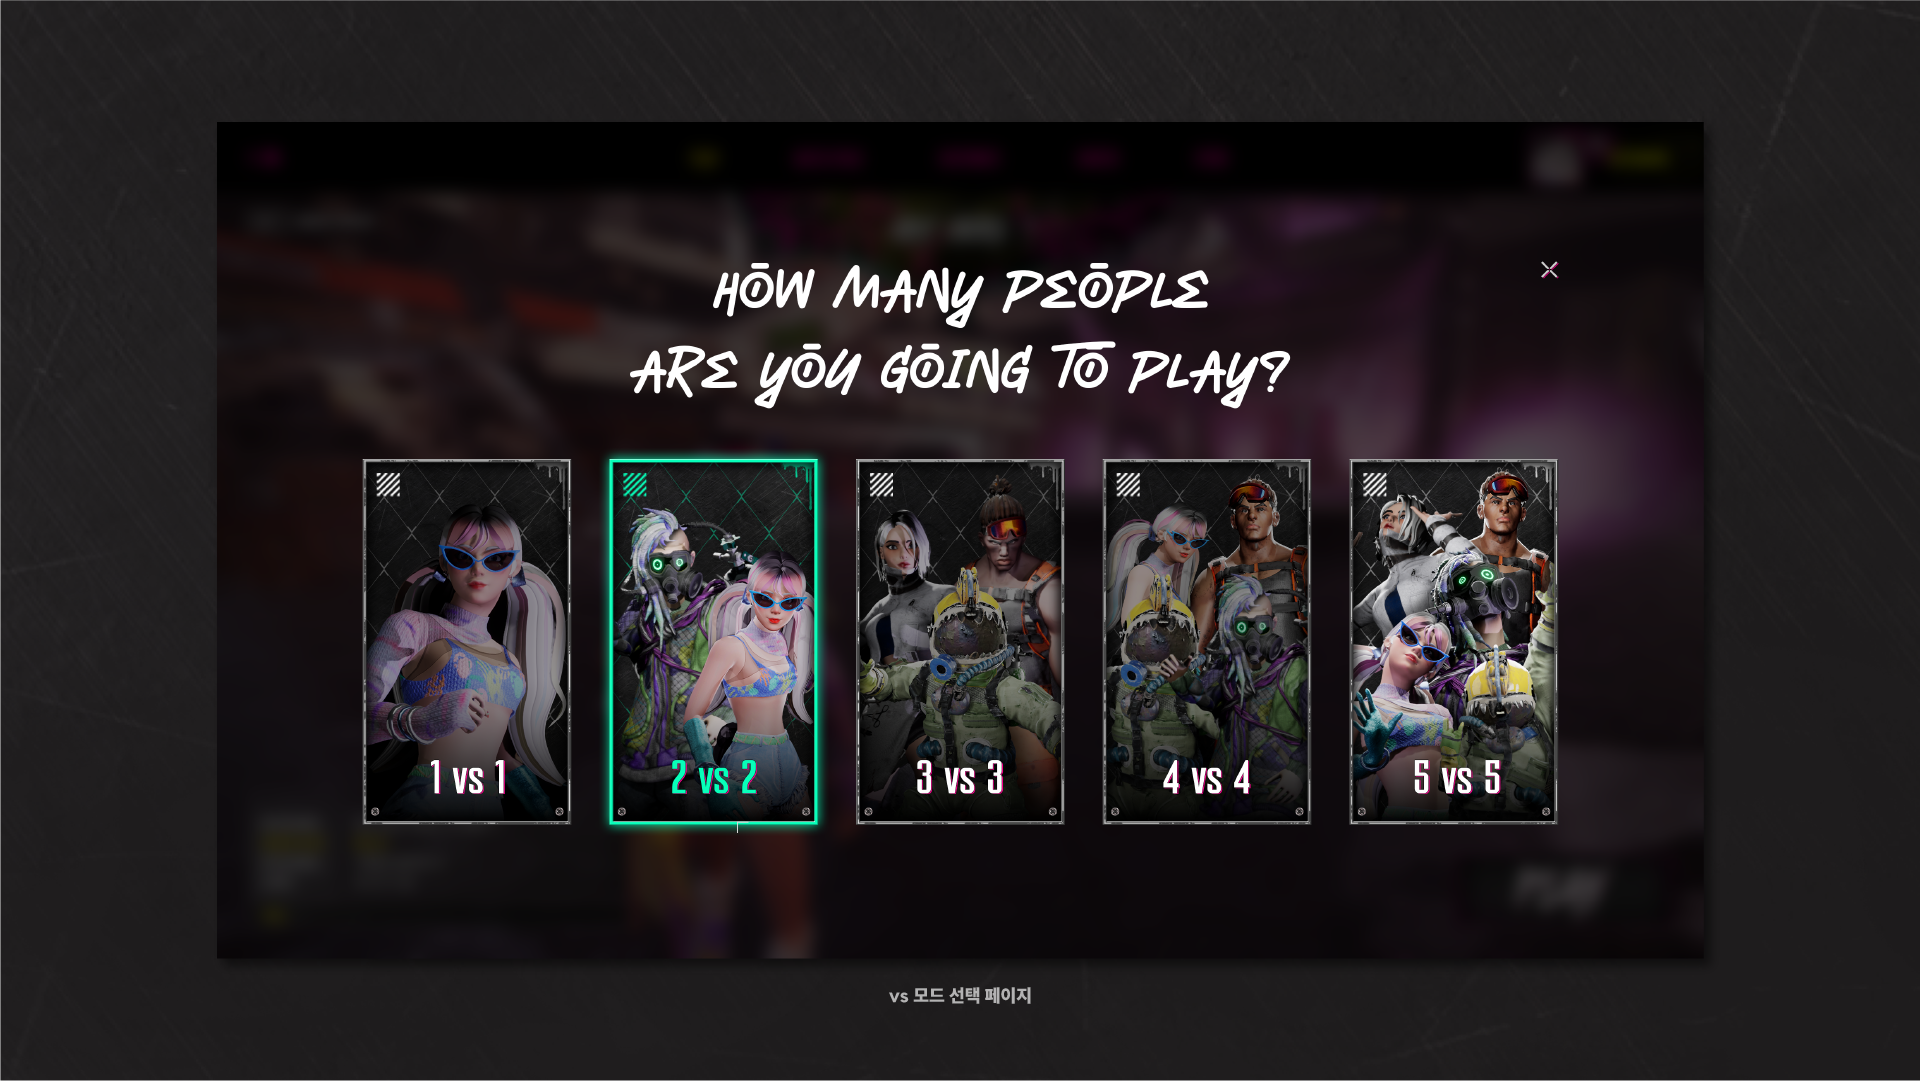 HOW MANY PEOPLE
ARE YOU GOING TO PLAY?
1 vs 1
2 vs 2
3 vs 3
4 vs 4
5 vs 5
PLAY
vs 모드 선택 페이지